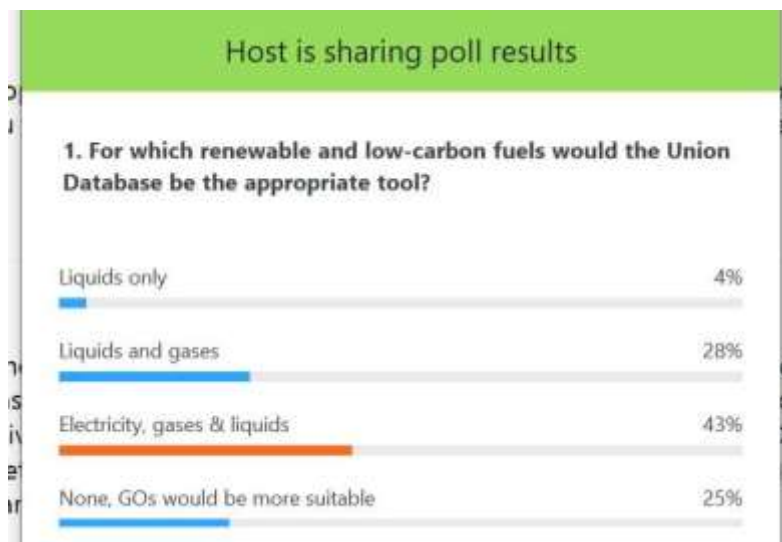 Host is sharing poll results
1. For which renewable and low-carbon fuels would the Union
Database be the appropriate tool?
Liquids only 4%
Liquids and gases 28%
Electricity, gases & liquids 43%
None, GOs would be more suitable 25%